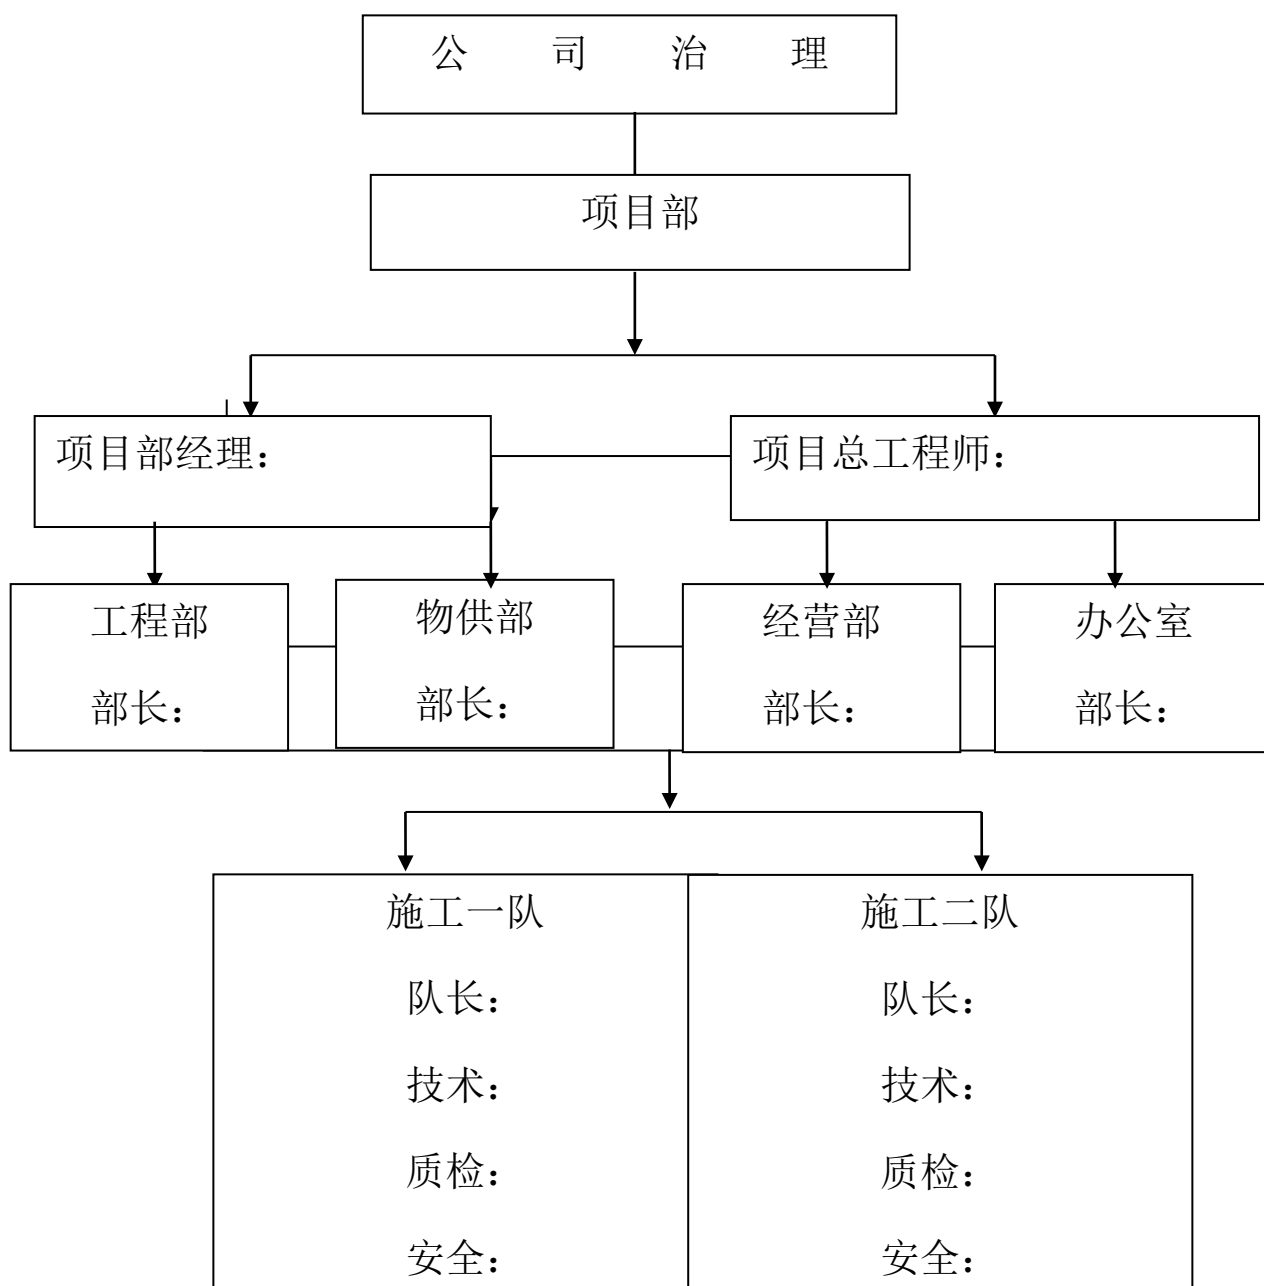 公司治理
项目部
项目部经理：
项目总工程师：
工程部
部长：
物供部
部长：
经营部
部长：
办公室
部长：
施工一队
队长：
技术：
质检：
安全：
施工二队
队长：
技术：
质检：
安全：